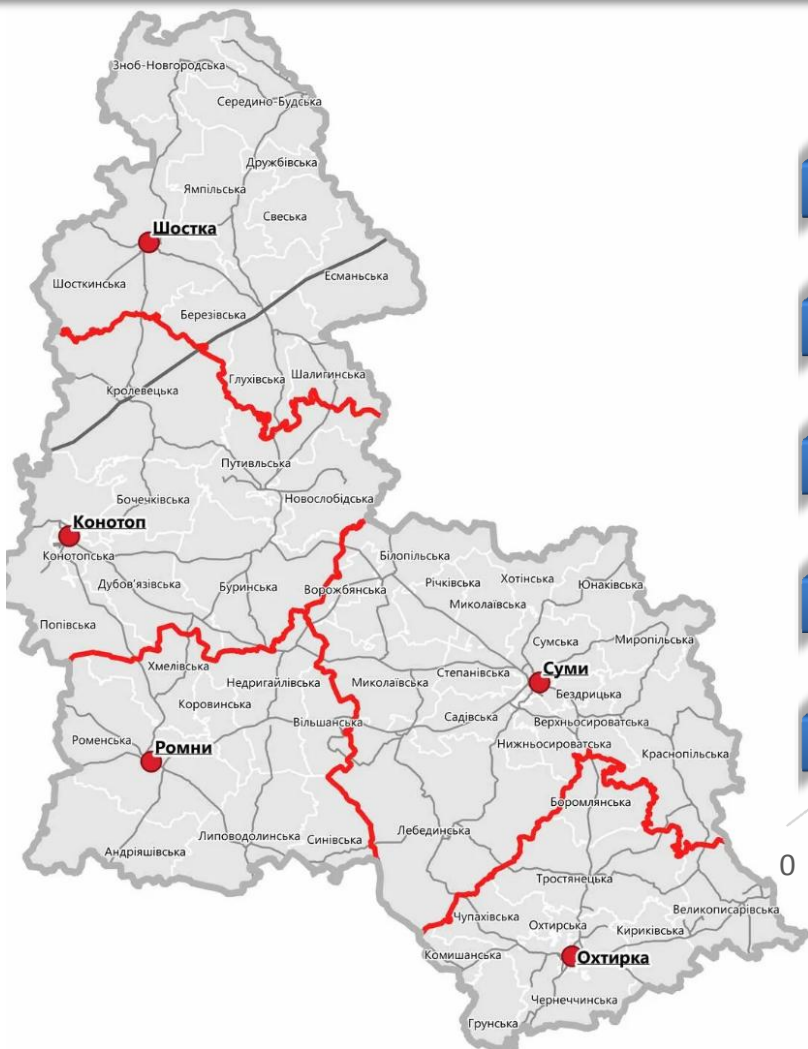 Зноб-Новгородська
Середино-Будська
Дружбівська
Ямпільська
Свеська
Шостка
Есманьська
Шосткинська
Березівська
Шалигинська
Глухівська
Кролевецька
Путивльська
Бочечківська
Новослобідська
Конотоп
Конотопська
Білопільська
Хотінська
Річківська
Юнаківська
Дубов'язівська
Буринська
Ворожбянська
Миколаївська
Попівська
Сумська
Миропільська
Хмелівська
Недригайлівська
Миколаївська
Степанівська
Суми
Бездрицька
Коровинська
Вільшанська
Садівська
Верхньосироватська
Роменська
Ромни
Нижньосироватська
Краснопільська
Боромлянська
Липоводолинська
Синівська
Лебединська
Андріяшівська
0
Тростянецька
Чупахівська
Охтирська
Кириківська
Великописарівська
Комишанська
Охтирка
Чернеччинська
Грунська